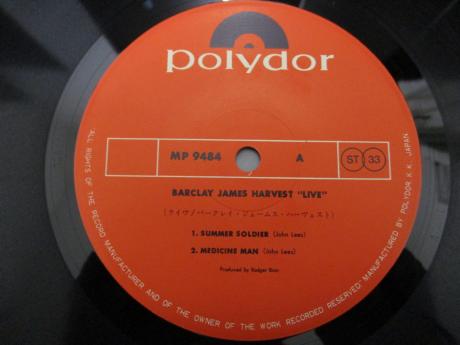 polydor
MP 9484 A ST 33
BARCLAY JAMES HARVEST "LIVE"
(ライヴ/バークレイ・ジェームス・ハーヴェスト)
1. SUMMER SOLDIER (John Lees)
2. MEDICINE MAN (John Lees)
Produced by Rodger Bain
"ALL RIGHTS OF THE RECORD MANUFACTURER AND OF THE OWNER OF THE WORK RECORDED RESERVED" MANUFACTURED BY POLYDOR K. K. JAPAN